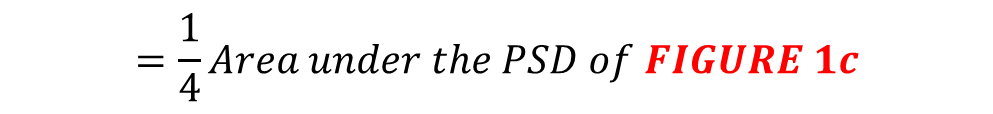 = 1/4 Area under the PSD of FIGURE 1c